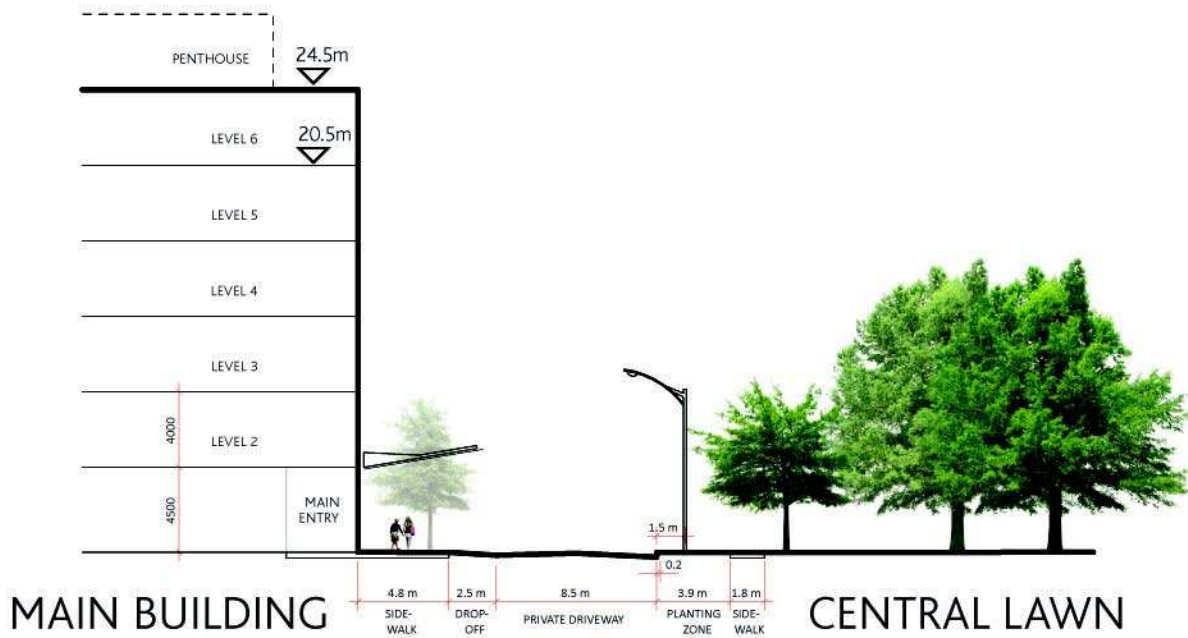 24.5m
PENTHOUSE
LEVEL 6
20.5m
LEVEL 5
LEVEL 4
LEVEL 3
4000
LEVEL 2
4500
MAIN
ENTRY
1.5 m
0.2
4.8 m
2.5 m
8.5 m
3.9 m
1.8 m
SIDE-
WALK
DROP-
OFF
PRIVATE DRIVEWAY
PLANTING
ZONE
SIDE-
WALK
MAIN BUILDING
CENTRAL LAWN